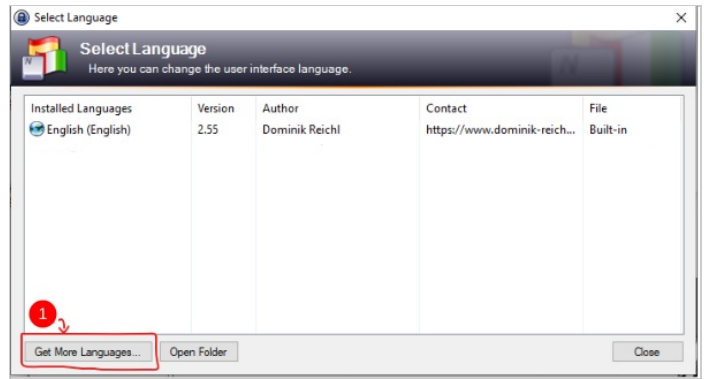 Select Language
Select Language
Here you can change the user interface language.
Installed Languages Version Author Contact File
English (English) 2.55 Dominik Reichl https://www.dominik-reich... Built-in
1
Get More Languages... Open Folder Close